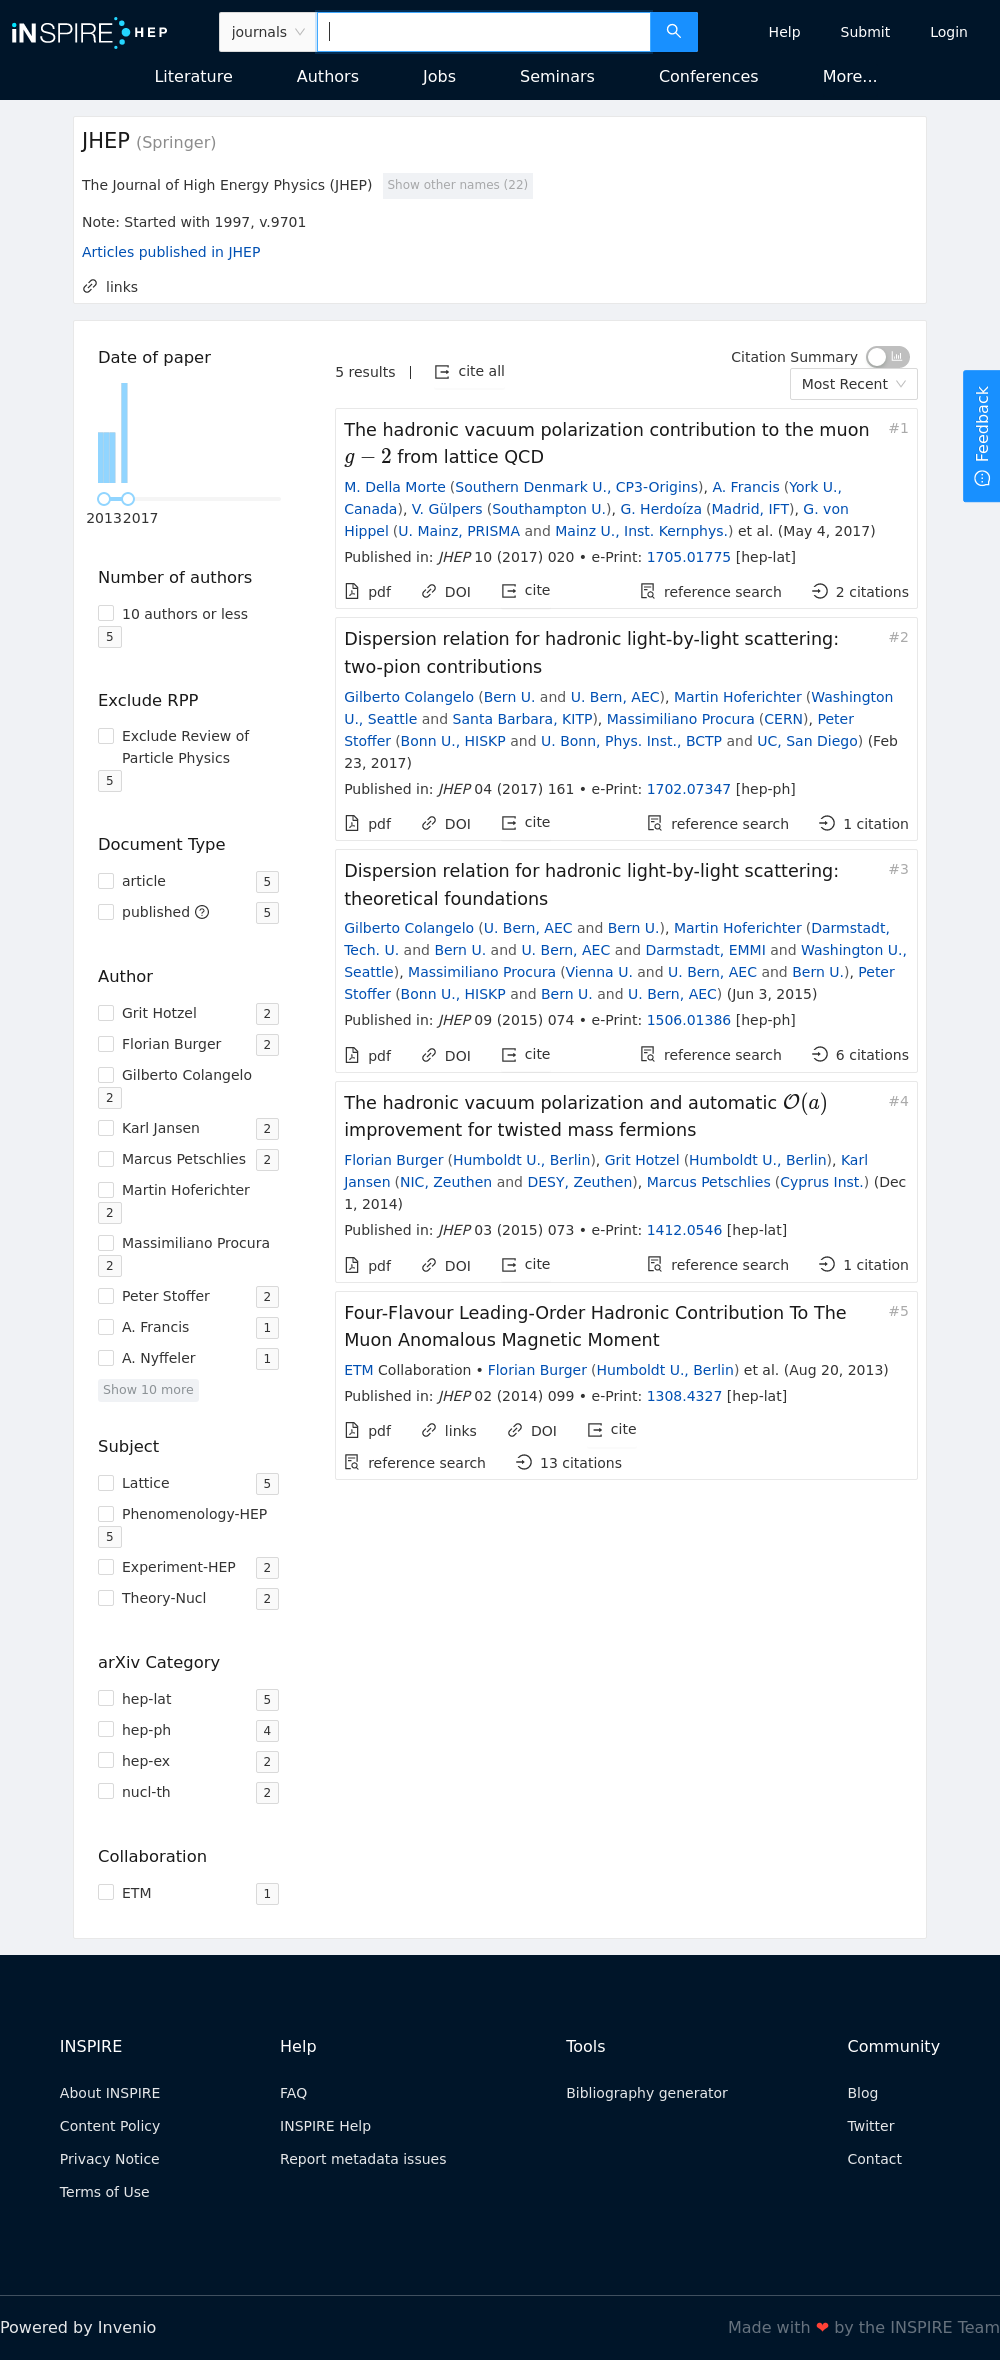 iNSPIRE HEP
journals
Help
Submit
Login
Literature
Authors
Jobs
Seminars
Conferences
More...
JHEP (Springer)
The Journal of High Energy Physics (JHEP) Show other names (22)
Note: Started with 1997, v.9701
Articles published in JHEP
links
Date of paper
20132017
Number of authors
10 authors or less
5
Exclude RPP
Exclude Review of
Particle Physics
5
Document Type
article 5
published 5
Author
Grit Hotzel 2
Florian Burger 2
Gilberto Colangelo
2
Karl Jansen 2
Marcus Petschlies 2
Martin Hoferichter
2
Massimiliano Procura
2
Peter Stoffer 2
A. Francis 1
A. Nyffeler 1
Show 10 more
Subject
Lattice 5
Phenomenology-HEP
5
Experiment-HEP 2
Theory-Nucl 2
arXiv Category
hep-lat 5
hep-ph 4
hep-ex 2
nucl-th 2
Collaboration
ETM 1
5 results | cite all
Citation Summary
Most Recent
The hadronic vacuum polarization contribution to the muon #1
g − 2 from lattice QCD
M. Della Morte (Southern Denmark U., CP3-Origins), A. Francis (York U.,
Canada), V. Gülpers (Southampton U.), G. Herdoíza (Madrid, IFT), G. von
Hippel (U. Mainz, PRISMA and Mainz U., Inst. Kernphys.) et al. (May 4, 2017)
Published in: JHEP 10 (2017) 020 • e-Print: 1705.01775 [hep-lat]
pdf DOI cite reference search 2 citations
Dispersion relation for hadronic light-by-light scattering: #2
two-pion contributions
Gilberto Colangelo (Bern U. and U. Bern, AEC), Martin Hoferichter (Washington
U., Seattle and Santa Barbara, KITP), Massimiliano Procura (CERN), Peter
Stoffer (Bonn U., HISKP and U. Bonn, Phys. Inst., BCTP and UC, San Diego) (Feb
23, 2017)
Published in: JHEP 04 (2017) 161 • e-Print: 1702.07347 [hep-ph]
pdf DOI cite reference search 1 citation
Dispersion relation for hadronic light-by-light scattering: #3
theoretical foundations
Gilberto Colangelo (U. Bern, AEC and Bern U.), Martin Hoferichter (Darmstadt,
Tech. U. and Bern U. and U. Bern, AEC and Darmstadt, EMMI and Washington U.,
Seattle), Massimiliano Procura (Vienna U. and U. Bern, AEC and Bern U.), Peter
Stoffer (Bonn U., HISKP and Bern U. and U. Bern, AEC) (Jun 3, 2015)
Published in: JHEP 09 (2015) 074 • e-Print: 1506.01386 [hep-ph]
pdf DOI cite reference search 6 citations
The hadronic vacuum polarization and automatic 𝒪(a) #4
improvement for twisted mass fermions
Florian Burger (Humboldt U., Berlin), Grit Hotzel (Humboldt U., Berlin), Karl
Jansen (NIC, Zeuthen and DESY, Zeuthen), Marcus Petschlies (Cyprus Inst.) (Dec
1, 2014)
Published in: JHEP 03 (2015) 073 • e-Print: 1412.0546 [hep-lat]
pdf DOI cite reference search 1 citation
Four-Flavour Leading-Order Hadronic Contribution To The #5
Muon Anomalous Magnetic Moment
ETM Collaboration • Florian Burger (Humboldt U., Berlin) et al. (Aug 20, 2013)
Published in: JHEP 02 (2014) 099 • e-Print: 1308.4327 [hep-lat]
pdf links DOI cite
reference search 13 citations
Feedback
INSPIRE
About INSPIRE
Content Policy
Privacy Notice
Terms of Use
Help
FAQ
INSPIRE Help
Report metadata issues
Tools
Bibliography generator
Community
Blog
Twitter
Contact
Powered by Invenio
Made with ❤ by the INSPIRE Team